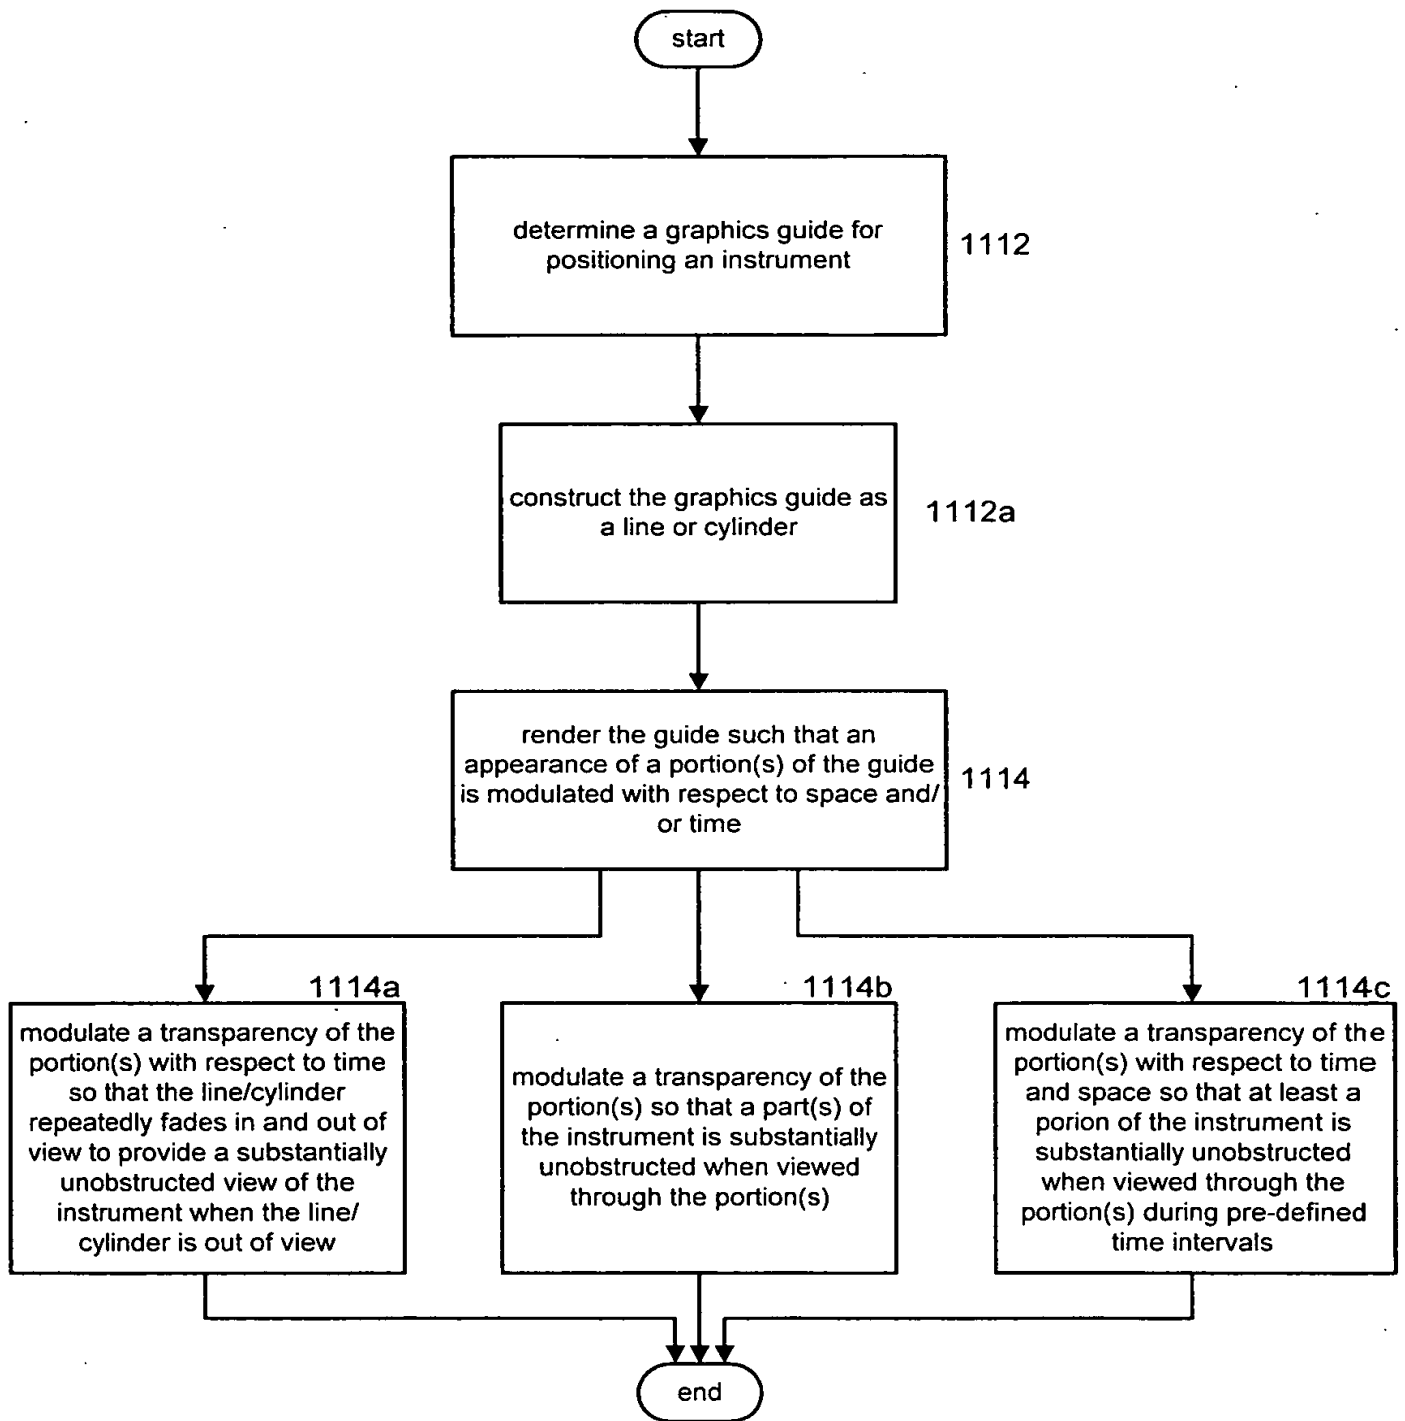 start
determine a graphics guide for
positioning an instrument
1112
construct the graphics guide as
a line or cylinder
1112a
render the guide such that an
appearance of a portion(s) of the guide
is modulated with respect to space and/
or time
1114
1114a
modulate a transparency of the
portion(s) with respect to time
so that the line/cylinder
repeatedly fades in and out of
view to provide a substantially
unobstructed view of the
instrument when the line/
cylinder is out of view
1114b
modulate a transparency of the
portion(s) so that a part(s) of
the instrument is substantially
unobstructed when viewed
through the portion(s)
1114c
modulate a transparency of the
portion(s) with respect to time
and space so that at least a
porion of the instrument is
substantially unobstructed
when viewed through the
portion(s) during pre-defined
time intervals
end